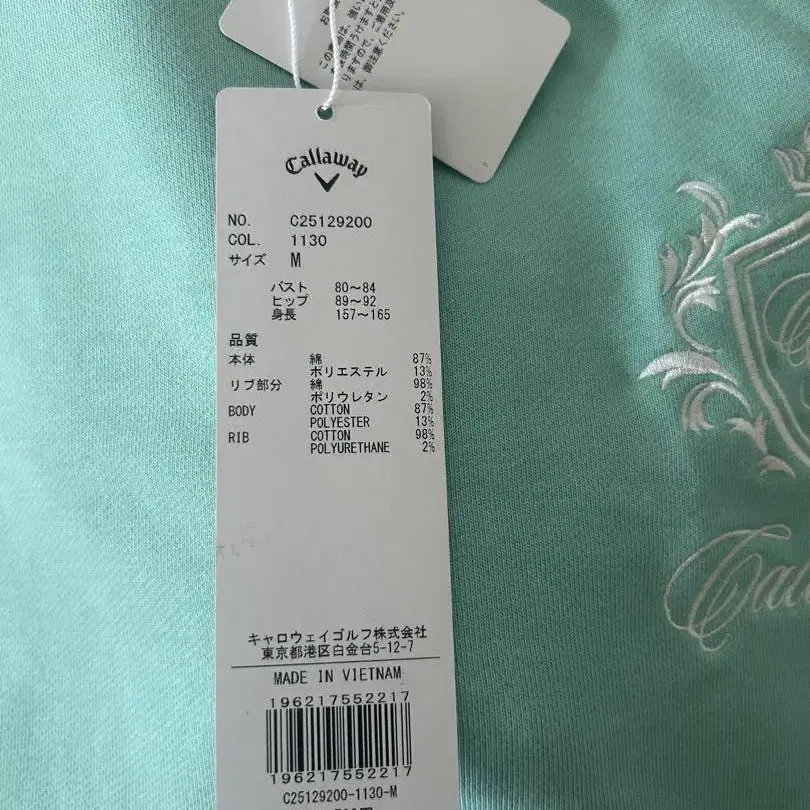 Callaway
NO. C25129200
COL. 1130
サイズ M
バスト 80～84
ヒップ 89～92
身長 157～165
品質
本体 綿 87%
ポリエステル 13%
リブ部分 綿 98%
ポリウレタン 2%
BODY COTTON 87%
POLYESTER 13%
RIB COTTON 98%
POLYURETHANE 2%
キャロウェイゴルフ株式会社
東京都港区白金台5-12-7
MADE IN VIETNAM
196217552217
196217552217
C25129200-1130-M